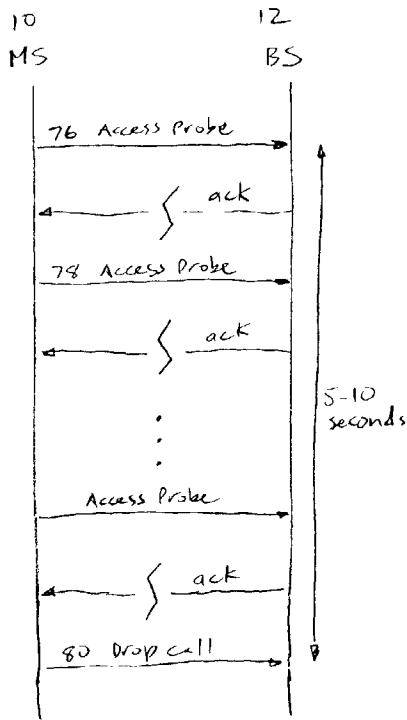 10
12
MS
BS
76 Access Probe
ack
78 Access Probe
ack
5-10
seconds
Access Probe
ack
80 Drop call